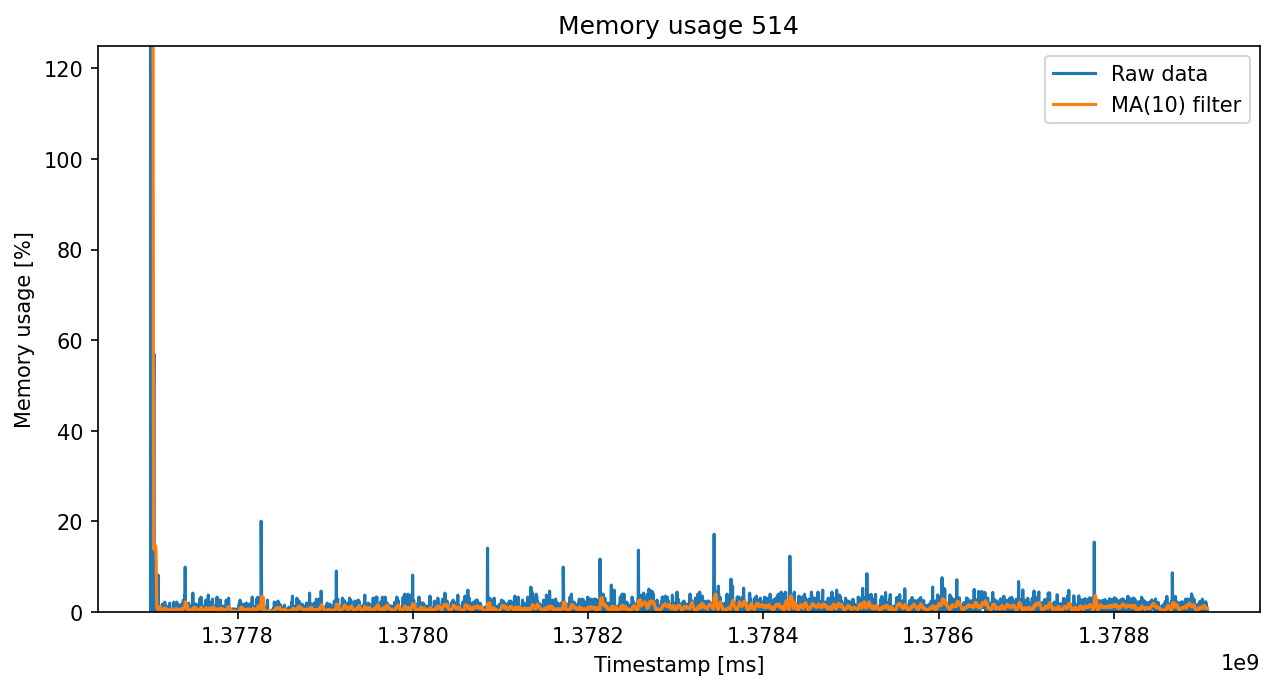 Memory usage 514
Raw data
MA(10) filter
Memory usage [%]
120
100
80
60
40
20
0
1.3778 1.3780 1.3782 1.3784 1.3786 1.3788
Timestamp [ms]
1e9